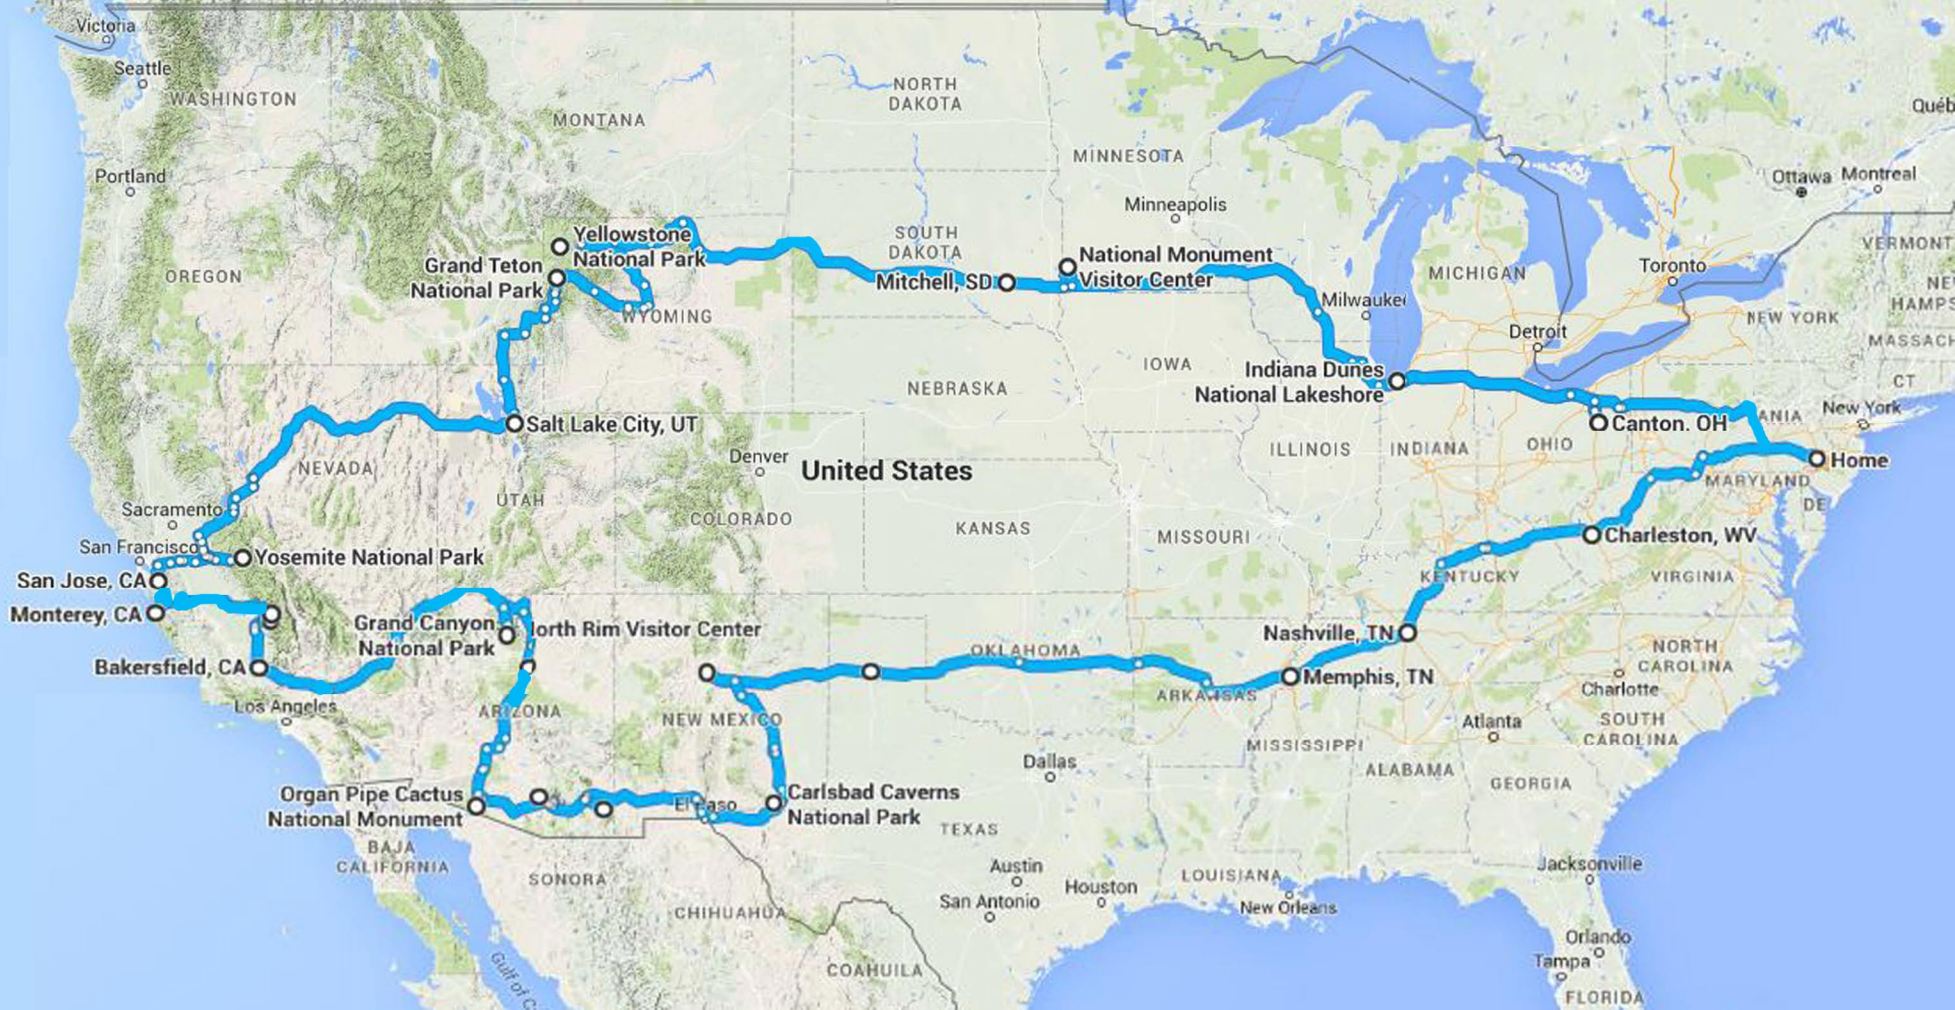 Victoria
Seattle
WASHINGTON
Portland
OREGON
MONTANA
NORTH
DAKOTA
MINNESOTA
Minneapolis
SOUTH
DAKOTA
Yellowstone
National Park
Grand Teton
National Park
WYOMING
Mitchell, SD
National Monument
Visitor Center
Milwauke
MICHIGAN
Detroit
Toronto
Ottawa
Montreal
Québ
VERMONT
NE
HAMPS
NEW YORK
MASSACH
CT
New York
ANIA
IOWA
NEBRASKA
Indiana Dunes
National Lakeshore
Canton. OH
Home
MARYLAND
DE
ILLINOIS
INDIANA
OHIO
Salt Lake City, UT
NEVADA
UTAH
Denver
United States
COLORADO
KANSAS
MISSOURI
Charleston, WV
KENTUCKY
VIRGINIA
Sacramento
San Francisco
Yosemite National Park
San Jose, CA
Monterey, CA
Grand Canyon
National Park
orth Rim Visitor Center
Bakersfield, CA
Los Angeles
ARIZONA
NEW MEXICO
OKLAHOMA
ARKANSAS
Nashville, TN
Memphis, TN
NORTH
CAROLINA
Charlotte
SOUTH
CAROLINA
Atlanta
MISSISSIPPI
ALABAMA
GEORGIA
Dallas
Organ Pipe Cactus
National Monument
El Paso
Carlsbad Caverns
National Park
TEXAS
BAJA
CALIFORNIA
SONORA
CHIHUAHUA
COAHUILA
Gulf of C
Austin
San Antonio
Houston
LOUISIANA
New Orleans
Jacksonville
Orlando
Tampa
FLORIDA